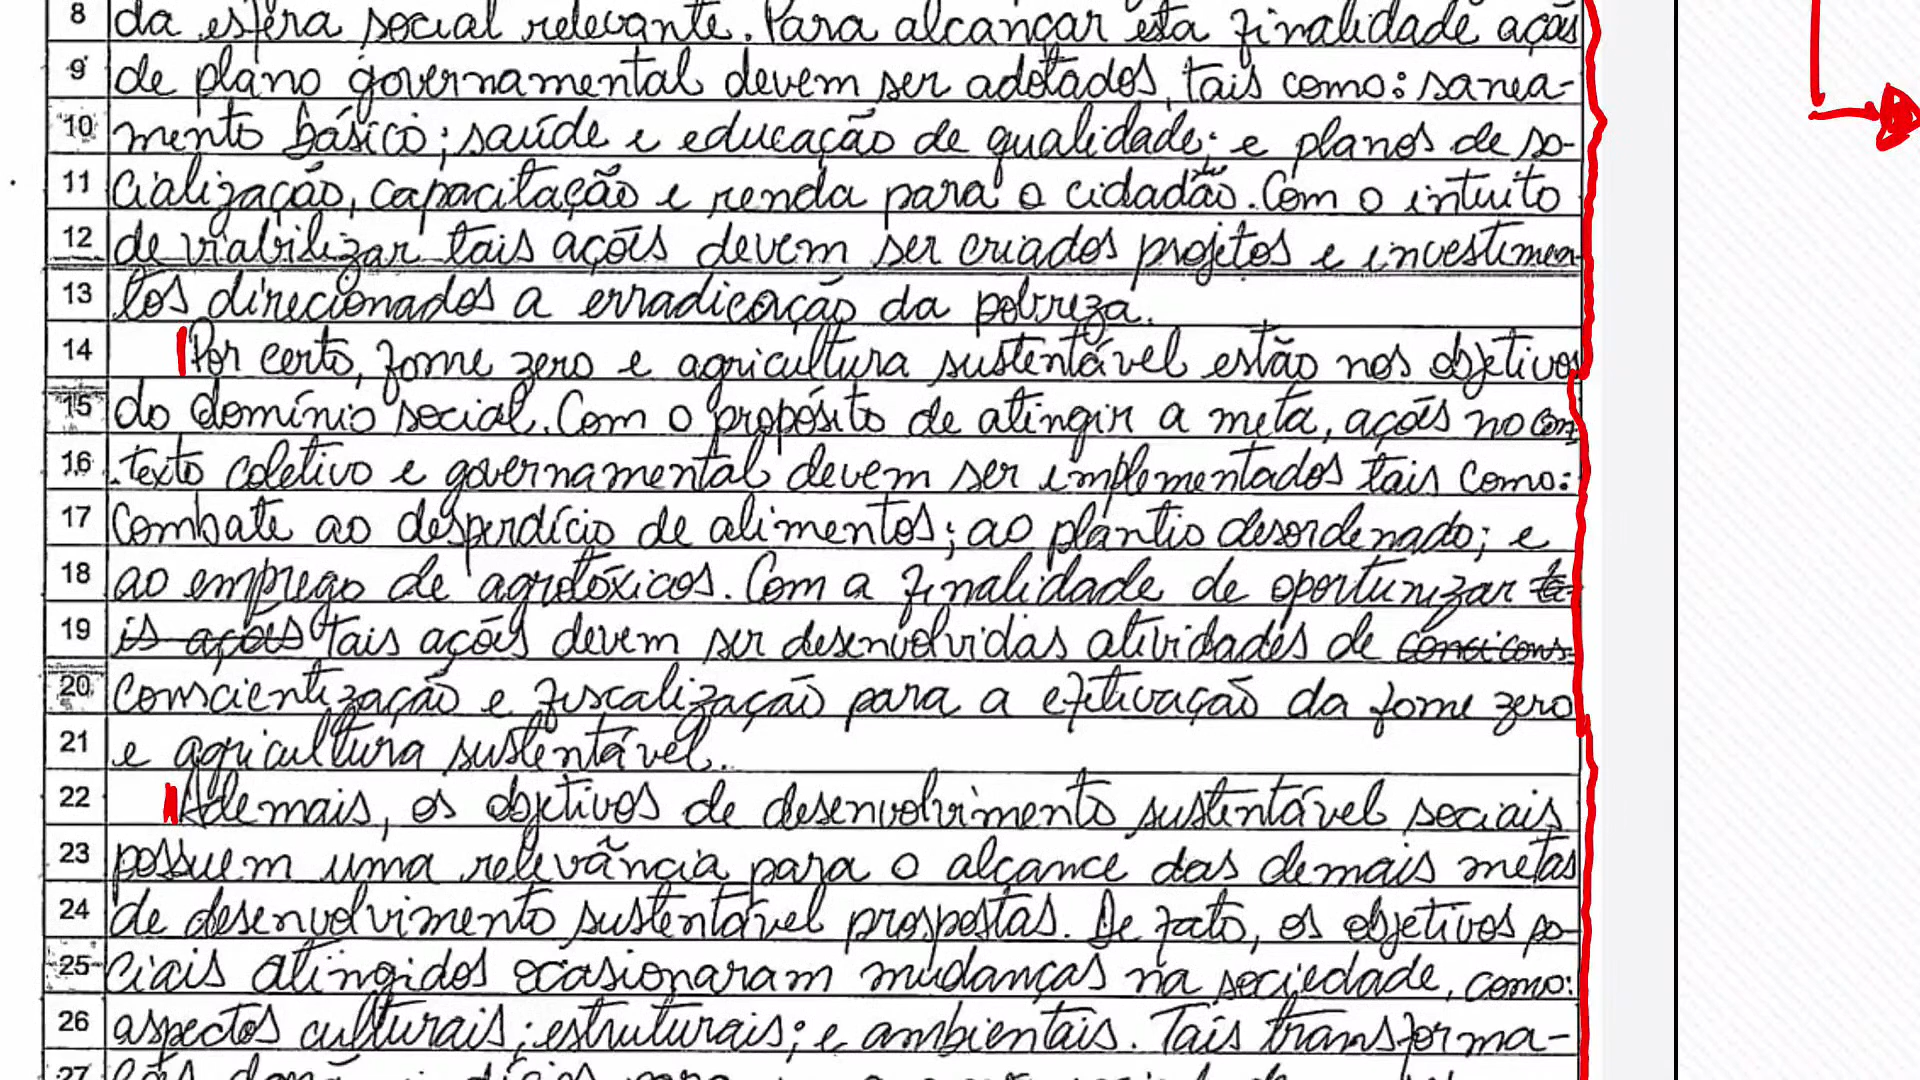 8 da esfera social relevante. Para alcançar esta finalidade ações
9 de plano governamental devem ser adotados, tais como: sanea-
10 mento básico; saúde e educação de qualidade; e planos de so-
11 cialização, capacitação e renda para o cidadão. Com o intuito
12 de viabilizar tais ações devem ser criados projetos e investimen-
13 tos direcionados a erradicação da pobreza.
14 Por certo, fome zero e agricultura sustentável estão nos objetivos
15 do domínio social. Com o propósito de atingir a meta, ações no con-
16 texto coletivo e governamental devem ser implementados tais como:
17 combate ao desperdício de alimentos; ao plantio desordenado; e
18 ao emprego de agrotóxicos. Com a finalidade de oportunizar ta-
19 is ações tais ações devem ser desenvolvidas atividades de consci cons-
20 conscientização e fiscalização para a efetivação da fome zero
21 e agricultura sustentável.
22 Ademais, os objetivos de desenvolvimento sustentável sociais
23 possuem uma relevância para o alcance das demais metas
24 de desenvolvimento sustentável propostas. De fato, os objetivos so-
25 ciais atingidos ocasionaram mudanças na sociedade, como:
26 aspectos culturais; estruturais; e ambientais. Tais transforma-
27